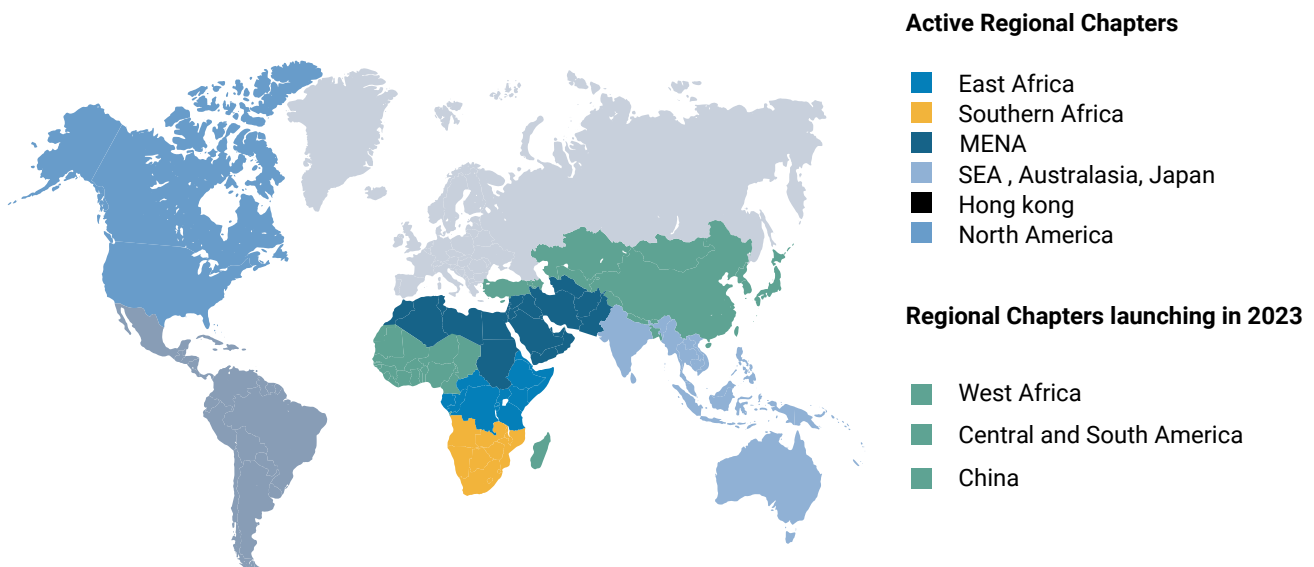 Active Regional Chapters
East Africa
Southern Africa
MENA
SEA , Australasia, Japan
Hong kong
North America
Regional Chapters launching in 2023
West Africa
Central and South America
China